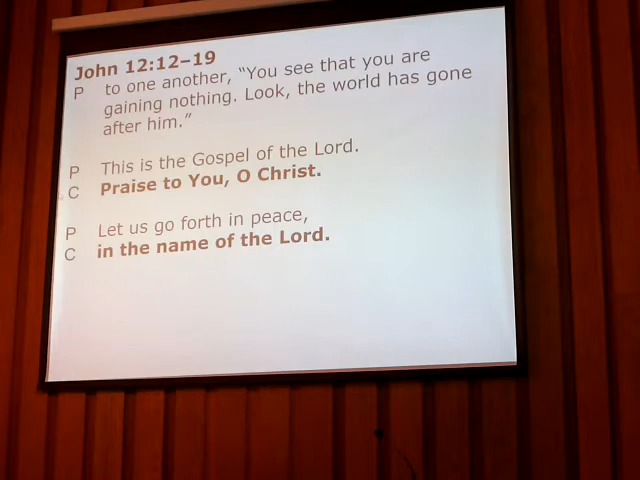 John 12:12–19
P to one another, “You see that you are
gaining nothing. Look, the world has gone
after him.”
P This is the Gospel of the Lord.
C Praise to You, O Christ.
P Let us go forth in peace,
C in the name of the Lord.